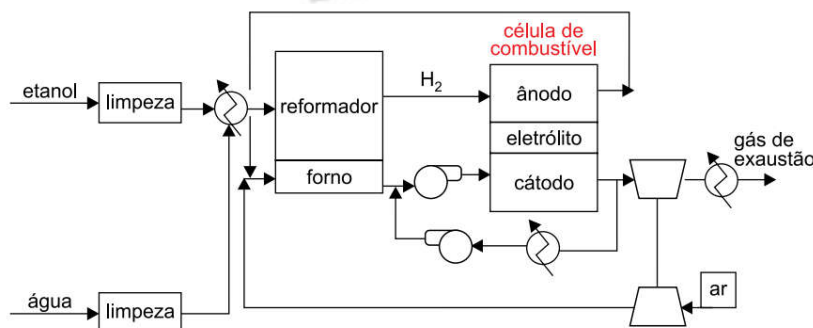 célula de
combustível
etanol
limpeza
reformador
H₂
ânodo
eletrólito
cátodo
forno
gás de
exaustão
água
limpeza
ar